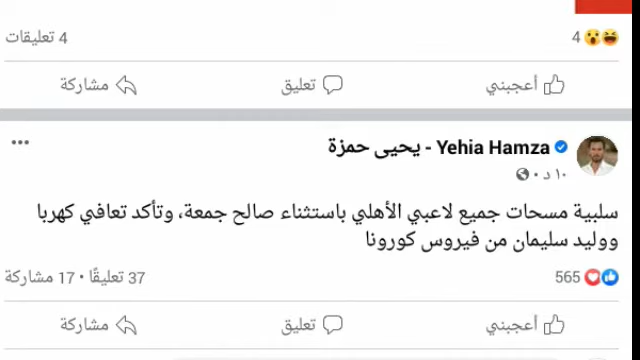 4 4 تعليقات
أعجبني تعليق مشاركة
Yehia Hamza - يحيى حمزة
١٠ د •
سلبية مسحات جميع لاعبي الأهلي باستثناء صالح جمعة، وتأكد تعافي كهربا
ووليد سليمان من فيروس كورونا
565 37 تعليقًا • 17 مشاركة
أعجبني تعليق مشاركة